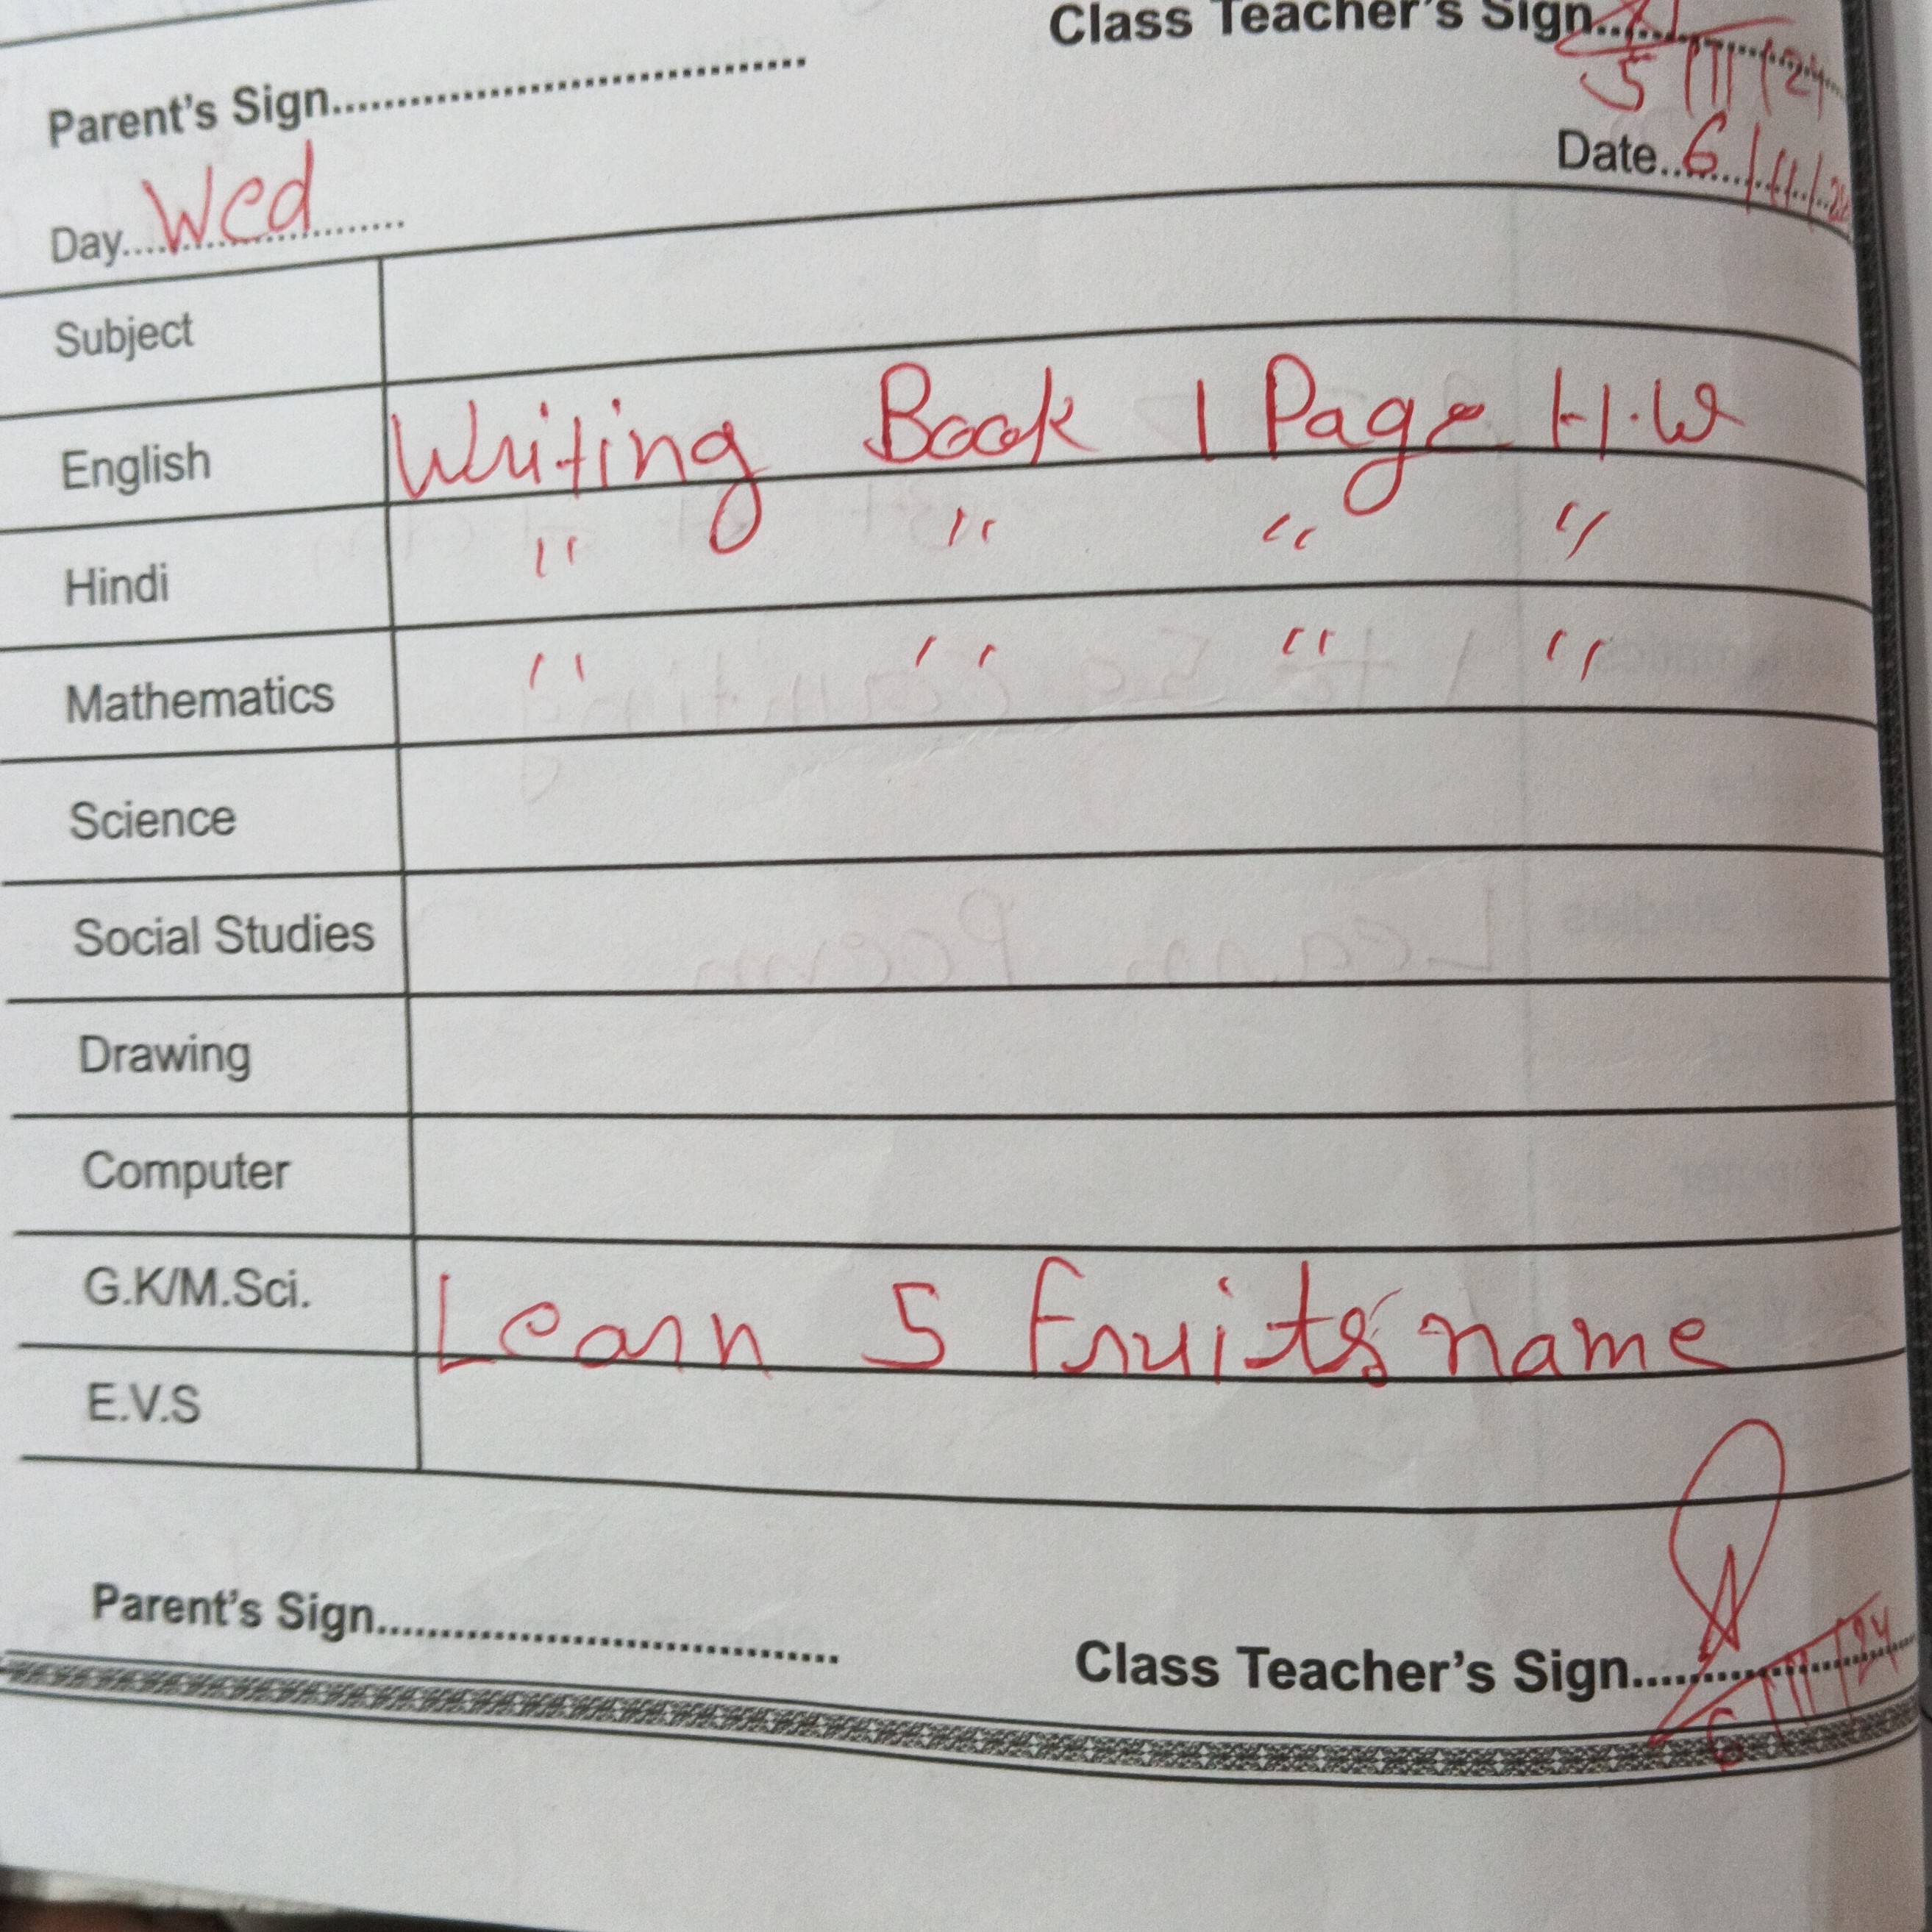 Class Teacher's Sign..................
5/11/24
Parent's Sign....................................
Date..6/11/24
Day....Wed............
Subject
English Writing Book 1 Page H.W
Hindi " " " "
Mathematics " " " "
Science
Social Studies
Drawing
Computer
G.K/M.Sci. Learn 5 fruits' name
E.V.S
Parent's Sign....................................
Class Teacher's Sign......................
6/11/24